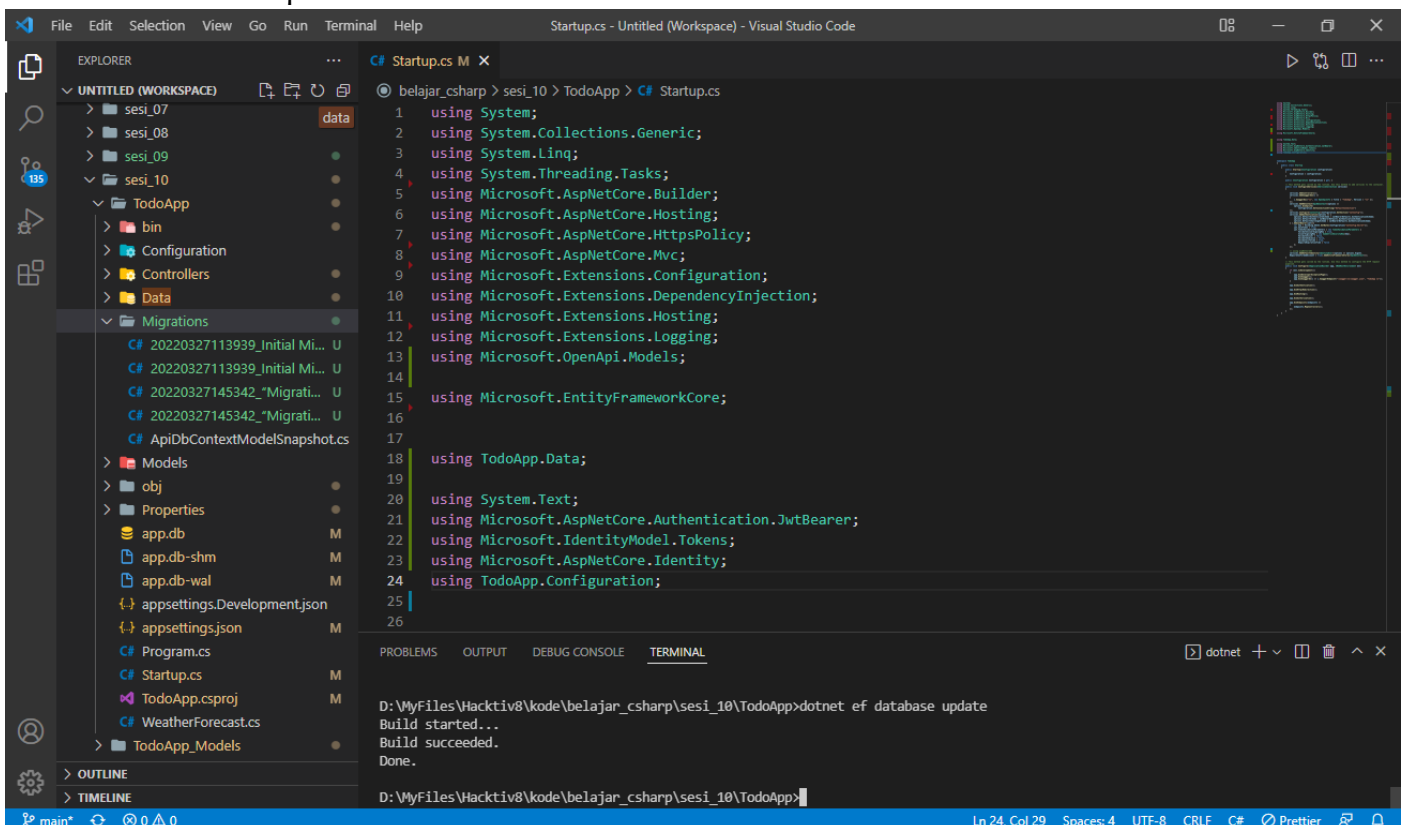 File Edit Selection View Go Run Terminal Help Startup.cs - Untitled (Workspace) - Visual Studio Code
EXPLORER
UNTITLED (WORKSPACE)
sesi_07
data
sesi_08
sesi_09
sesi_10
TodoApp
bin
Configuration
Controllers
Data
Migrations
20220327113939_Initial Mi... U
20220327113939_Initial Mi... U
20220327145342_“Migrati... U
20220327145342_“Migrati... U
ApiDbContextModelSnapshot.cs
Models
obj
Properties
app.db M
app.db-shm M
app.db-wal M
appsettings.Development.json
appsettings.json M
Program.cs
Startup.cs M
TodoApp.csproj M
WeatherForecast.cs
TodoApp_Models
OUTLINE
TIMELINE
135
C# Startup.cs M
belajar_csharp > sesi_10 > TodoApp > C# Startup.cs
1 using System;
2 using System.Collections.Generic;
3 using System.Linq;
4 using System.Threading.Tasks;
5 using Microsoft.AspNetCore.Builder;
6 using Microsoft.AspNetCore.Hosting;
7 using Microsoft.AspNetCore.HttpsPolicy;
8 using Microsoft.AspNetCore.Mvc;
9 using Microsoft.Extensions.Configuration;
10 using Microsoft.Extensions.DependencyInjection;
11 using Microsoft.Extensions.Hosting;
12 using Microsoft.Extensions.Logging;
13 using Microsoft.OpenApi.Models;
14
15 using Microsoft.EntityFrameworkCore;
16
17
18 using TodoApp.Data;
19
20 using System.Text;
21 using Microsoft.AspNetCore.Authentication.JwtBearer;
22 using Microsoft.IdentityModel.Tokens;
23 using Microsoft.AspNetCore.Identity;
24 using TodoApp.Configuration;
25
26
PROBLEMS OUTPUT DEBUG CONSOLE TERMINAL
dotnet
D:\MyFiles\Hacktiv8\kode\belajar_csharp\sesi_10\TodoApp>dotnet ef database update
Build started...
Build succeeded.
Done.
D:\MyFiles\Hacktiv8\kode\belajar_csharp\sesi_10\TodoApp>
main* 0 0 Ln 24, Col 29 Spaces: 4 UTF-8 CRLF C# Prettier